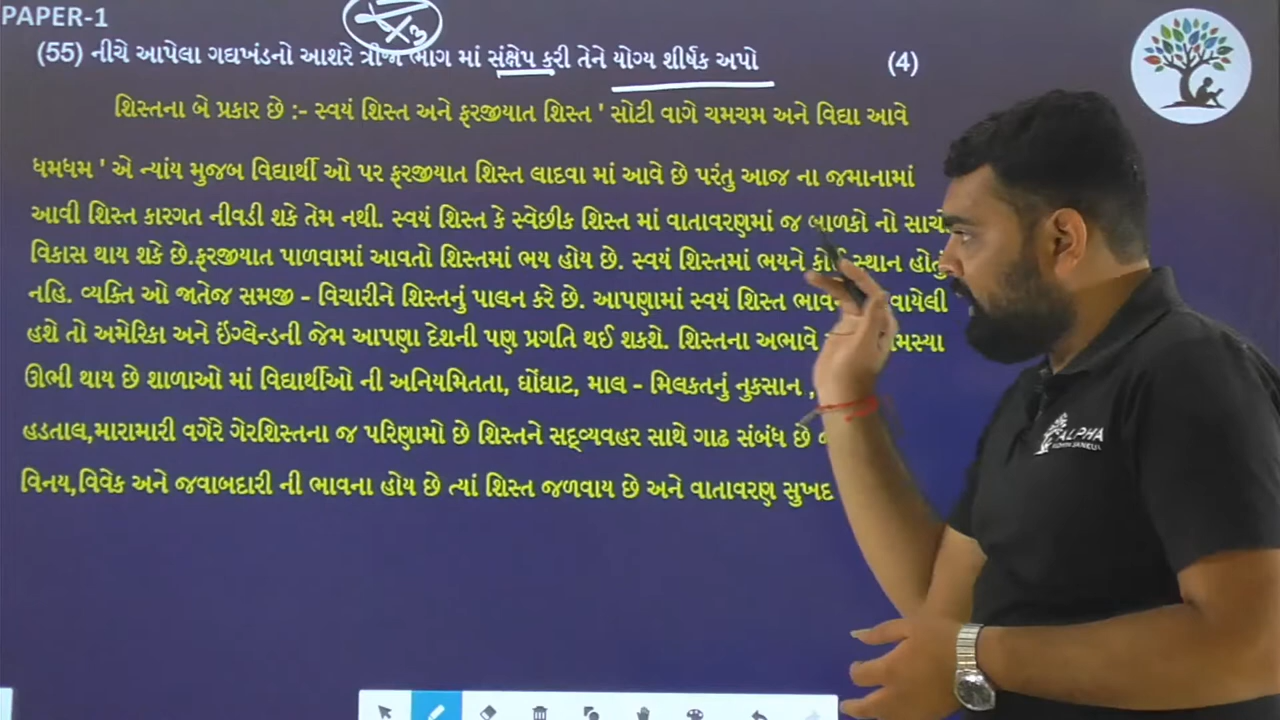 PAPER-1
(55) નીચે આપેલા ગદ્યખંડનો આશરે ત્રીજા ભાગ માં સંક્ષેપ કરી તેને યોગ્ય શીર્ષક અપો (4)
શિસ્તના બે પ્રકાર છે :- સ્વયં શિસ્ત અને ફરજીયાત શિસ્ત ' સોટી વાગે ચમચમ અને વિદ્યા આવે
ધમધમ ' એ ન્યાંય મુજબ વિદ્યાર્થી ઓ પર ફરજીયાત શિસ્ત લાદવા માં આવે છે પરંતુ આજ ના જમાનામાં
આવી શિસ્ત કારગત નીવડી શકે તેમ નથી. સ્વયં શિસ્ત કે સ્વેછીક શિસ્ત માં વાતાવરણમાં જ બાળકો નો
વિકાસ થાય શકે છે.ફરજીયાત પાળવામાં આવતો શિસ્તમાં ભય હોય છે. સ્વયં શિસ્તમાં ભયને કોઈ સ્થાન
નહિ. વ્યક્તિ ઓ જાતેજ સમજી - વિચારીને શિસ્તનું પાલન કરે છે. આપણામાં સ્વયં શિસ્ત
હશે તો અમેરિકા અને ઇંગ્લેન્ડની જેમ આપણા દેશની પણ પ્રગતિ થઈ શકશે. શિસ્તના અભાવે
ઊભી થાય છે શાળાઓ માં વિદ્યાર્થીઓ ની અનિયમિતતા, ઘોંઘાટ, માલ - મિલકતનું નુકસાન ,
હડતાલ,મારામારી વગેરે ગેરશિસ્તના જ પરિણામો છે શિસ્તને સદ્વ્યવહર સાથે ગાઢ સંબંધ છે
વિનય,વિવેક અને જવાબદારી ની ભાવના હોય છે ત્યાં શિસ્ત જળવાય છે અને વાતાવરણ સુખદ
ALPHA